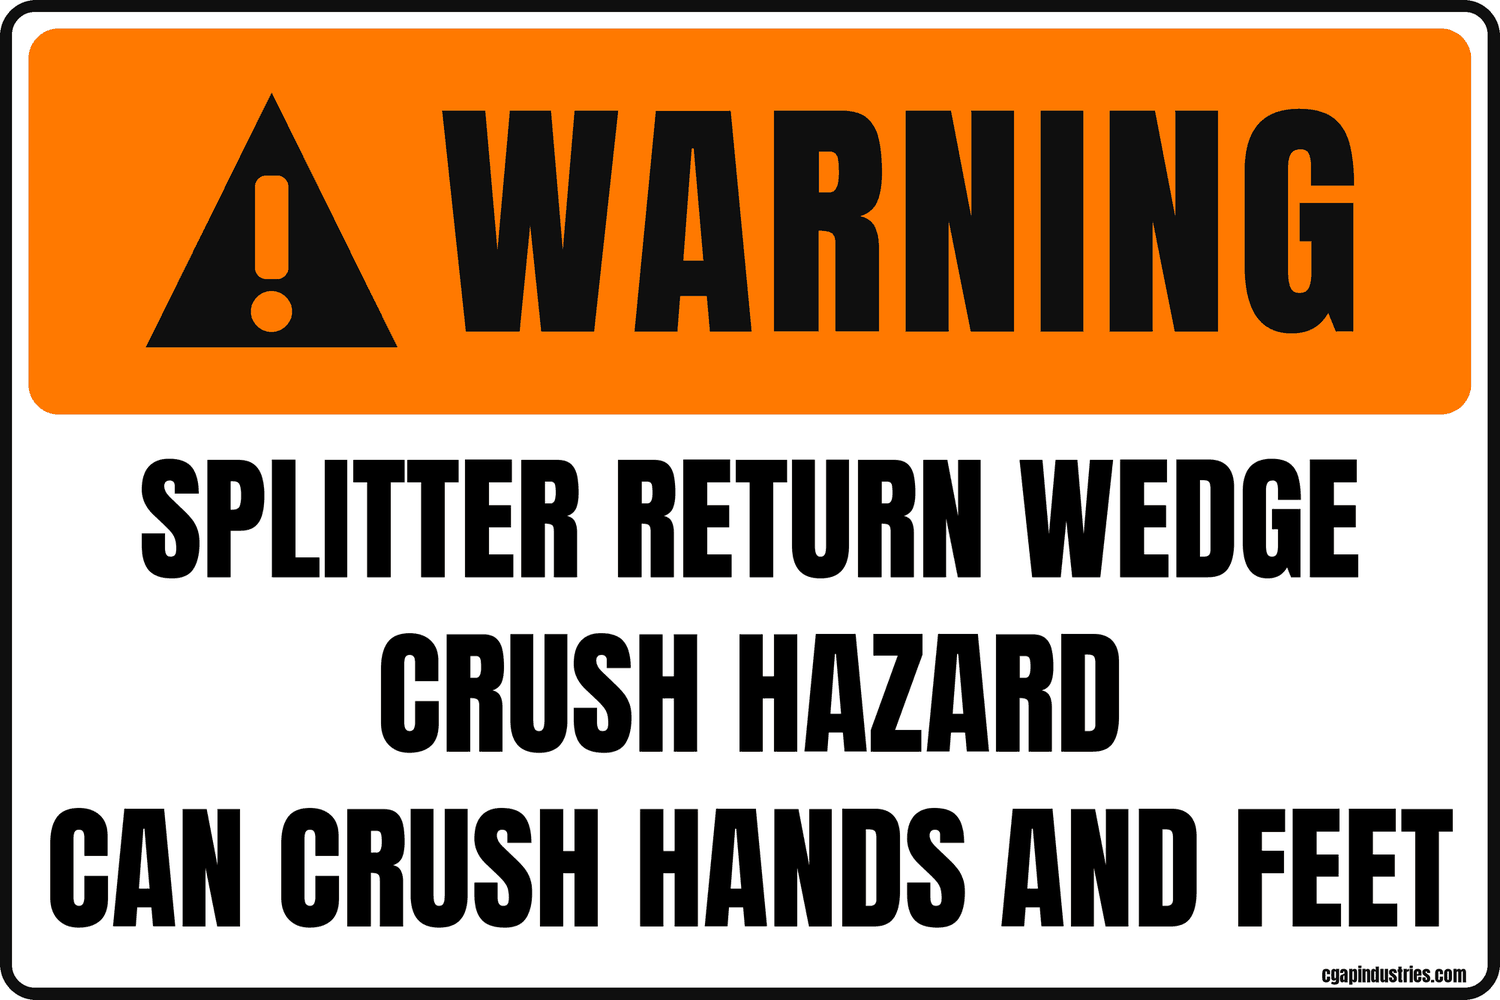 WARNING
SPLITTER RETURN WEDGE
CRUSH HAZARD
CAN CRUSH HANDS AND FEET
cgapindustries.com